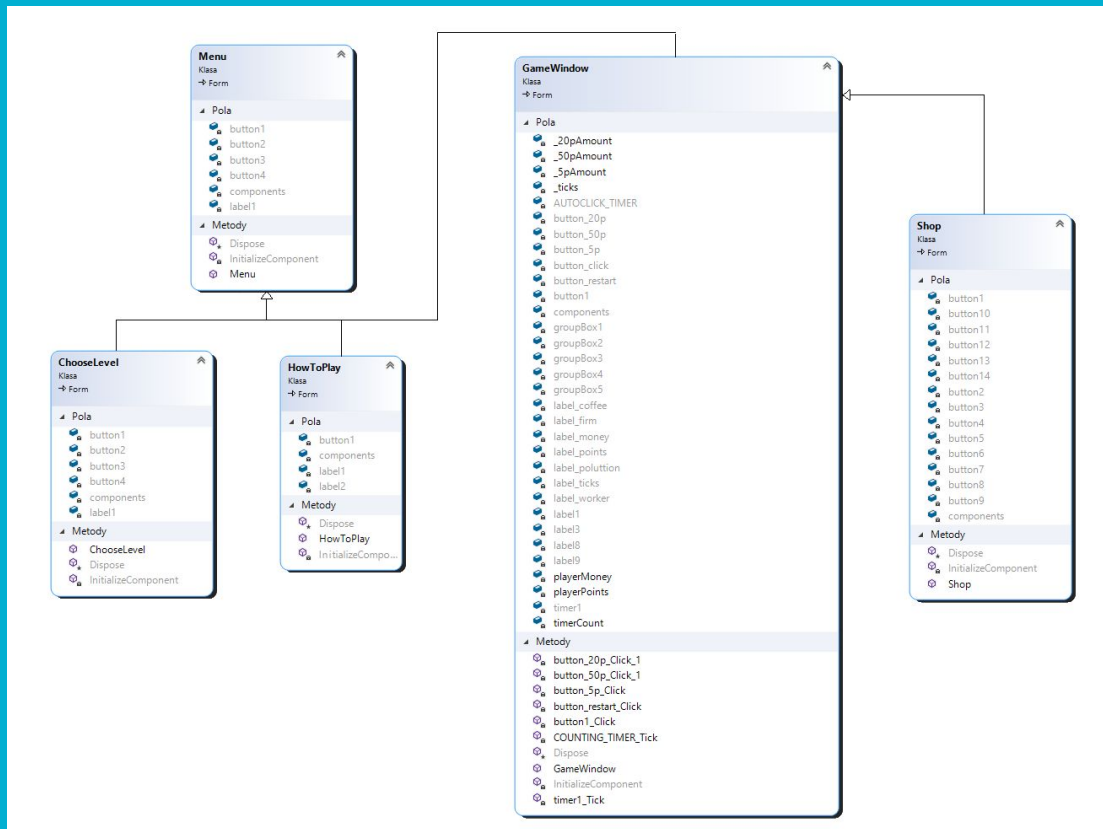 Menu
Klasa
Form
Pola
button1
button2
button3
button4
components
label1
Metody
Dispose
InitializeComponent
Menu
ChooseLevel
Klasa
Form
Pola
button1
button2
button3
button4
components
label1
Metody
ChooseLevel
Dispose
InitializeComponent
HowToPlay
Klasa
Form
Pola
button1
components
label1
label2
Metody
Dispose
HowToPlay
InitializeCompo...
GameWindow
Klasa
Form
Pola
_20pAmount
_50pAmount
_5pAmount
_ticks
AUTOCLICK_TIMER
button_20p
button_50p
button_5p
button_click
button_restart
button1
components
groupBox1
groupBox2
groupBox3
groupBox4
groupBox5
label_coffee
label_firm
label_money
label_points
label_poluttion
label_ticks
label_worker
label1
label3
label8
label9
playerMoney
playerPoints
timer1
timerCount
Metody
button_20p_Click_1
button_50p_Click_1
button_5p_Click
button_restart_Click
button1_Click
COUNTING_TIMER_Tick
Dispose
GameWindow
InitializeComponent
timer1_Tick
Shop
Klasa
Form
Pola
button1
button10
button11
button12
button13
button14
button2
button3
button4
button5
button6
button7
button8
button9
components
Metody
Dispose
InitializeComponent
Shop